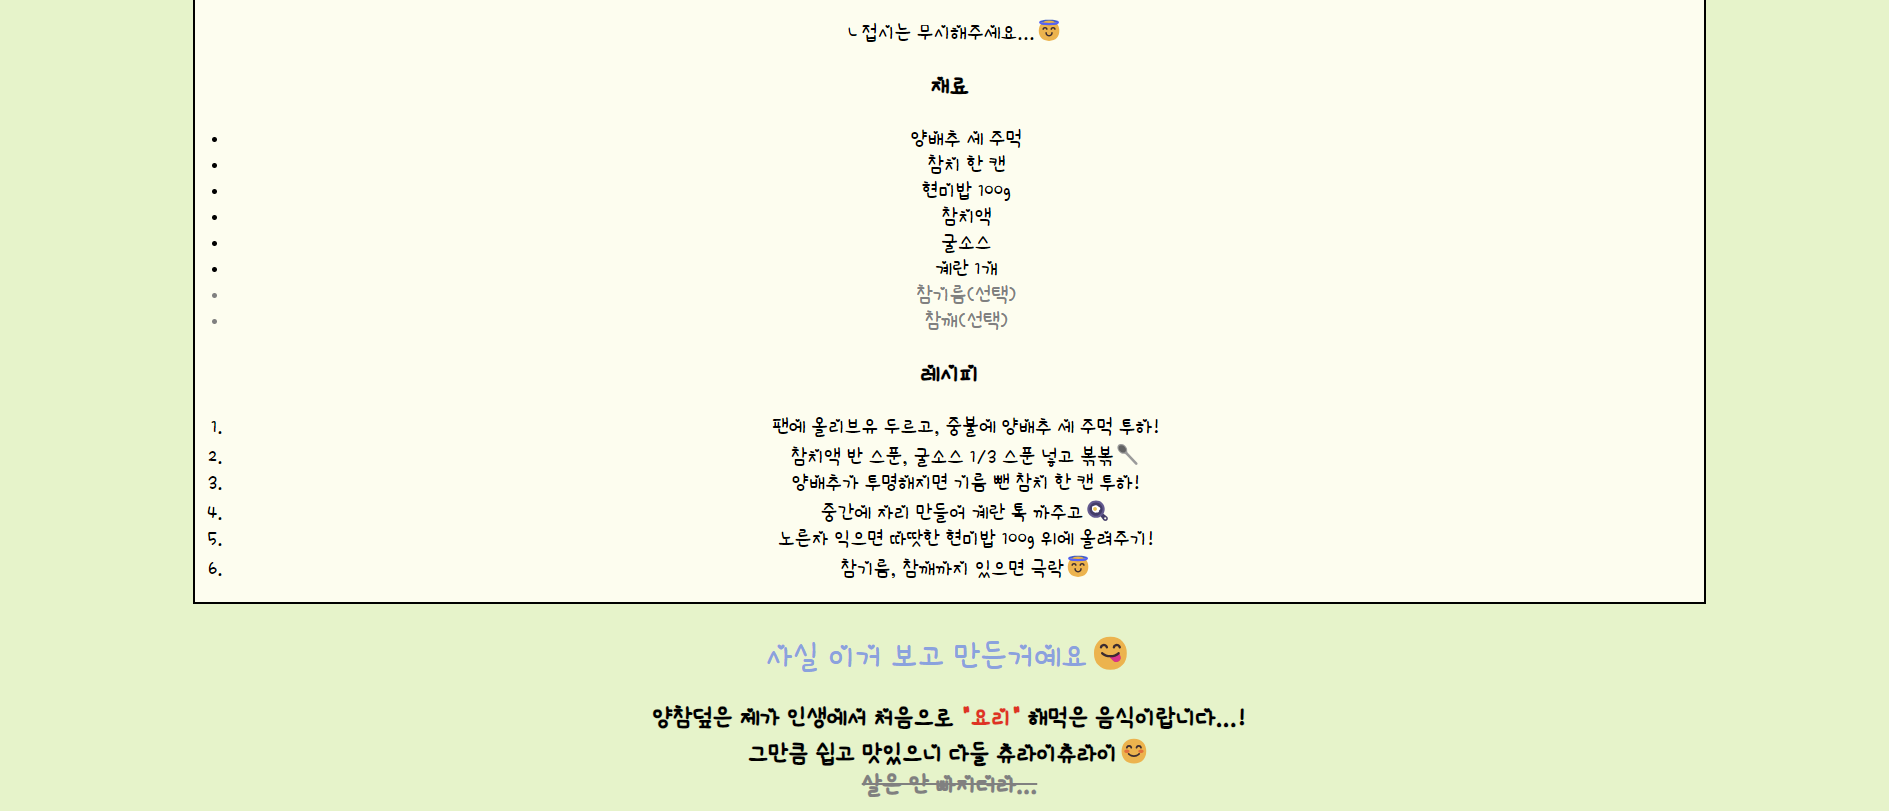 ╰ 접시는 무시해주세요...😇
재료
• 양배추 세 주먹
• 참치 한 캔
• 현미밥 100g
• 참치액
• 굴소스
• 계란 1개
• 참기름(선택)
• 참깨(선택)
레시피
1. 팬에 올리브유 두르고, 중불에 양배추 세 주먹 투하!
2. 참치액 반 스푼, 굴소스 1/3 스푼 넣고 볶볶🥄
3. 양배추가 투명해지면 기름 뺀 참치 한 캔 투하!
4. 중간에 자리 만들어 계란 톡 까주고🍳
5. 노른자 익으면 따땃한 현미밥 100g 위에 올려주기!
6. 참기름, 참깨까지 있으면 극락😇
사실 이거 보고 만든거예요😋
양참덮은 제가 인생에서 처음으로 "요리" 해먹은 음식이랍니다...!
그만큼 쉽고 맛있으니 다들 츄라이츄라이😊
살은 안 빠지더라...